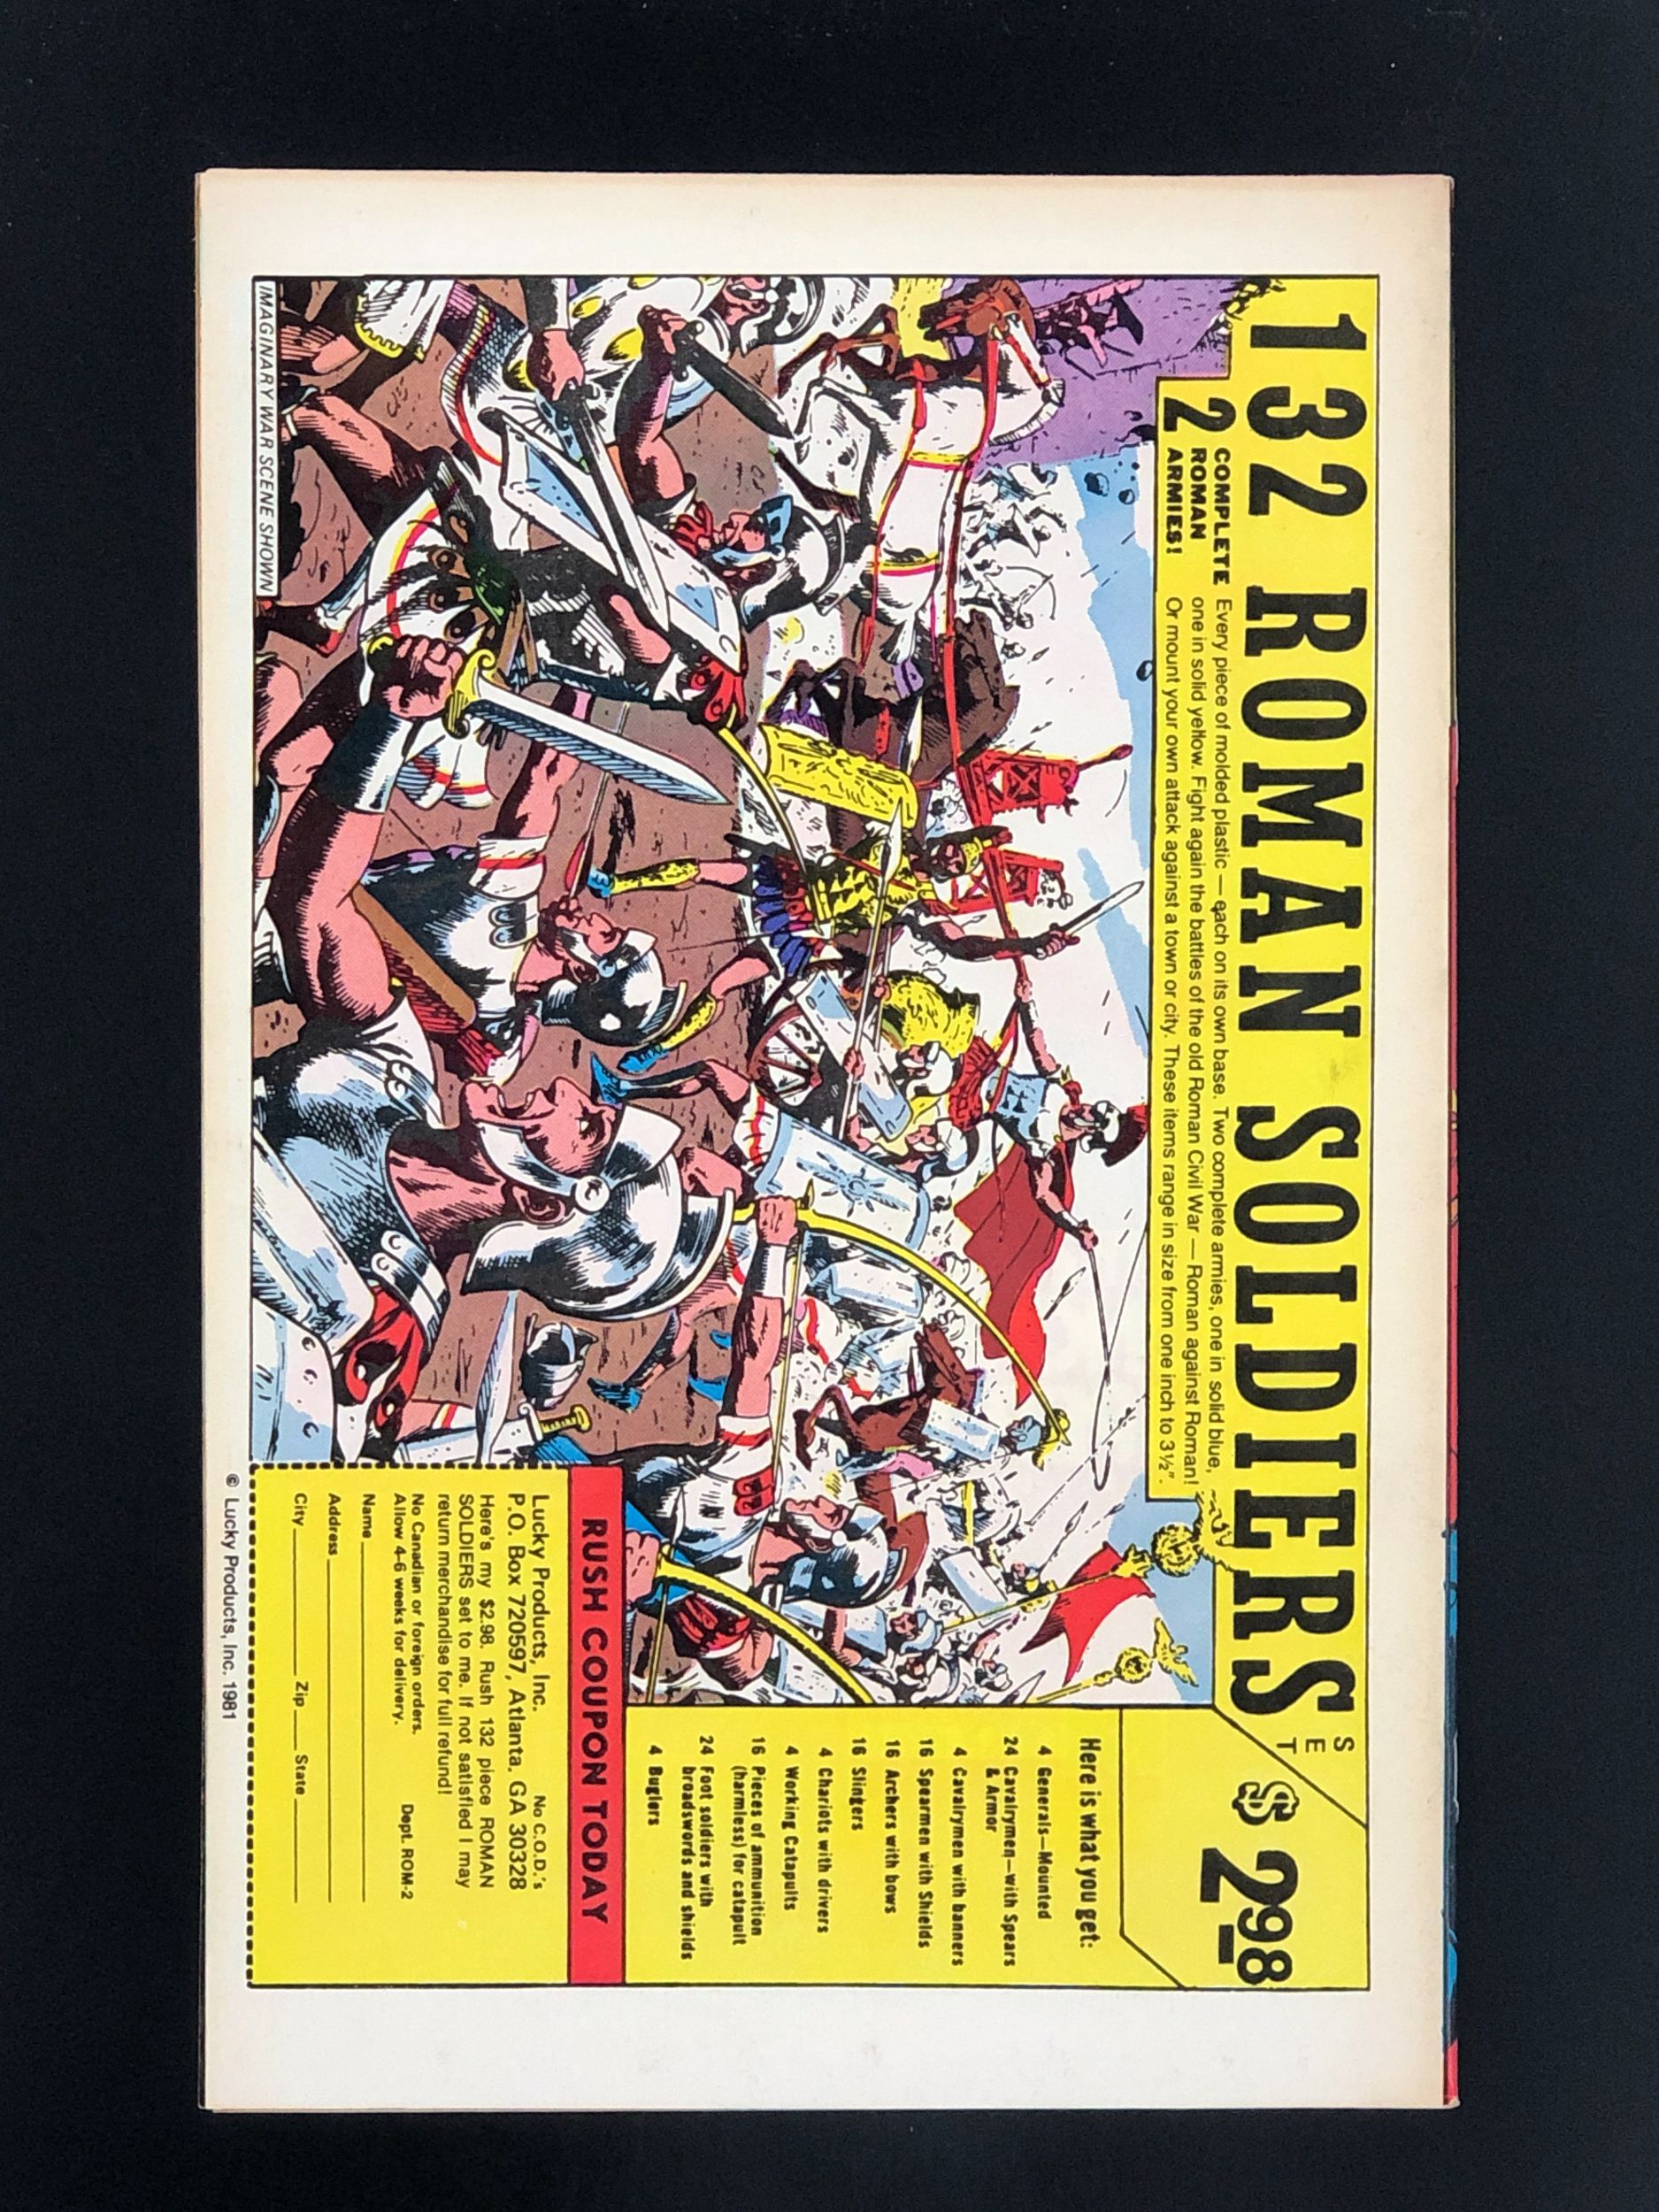 132 ROMAN SOLDIERS
SET
$2.98
2 COMPLETE
ROMAN
ARMIES!
Every piece of molded plastic — each on its own base. Two complete armies, one in solid blue,
one in solid yellow. Fight again the battles of the old Roman Civil War — Roman against Roman!
Or mount your own attack against a town or city. These items range in size from one inch to 3½".
Here is what you get:
4 Generals—Mounted
24 Cavalrymen—with Spears
& Armor
4 Cavalrymen with banners
16 Spearmen with Shields
16 Archers with bows
16 Slingers
4 Chariots with drivers
4 Working Catapults
16 Pieces of ammunition
(harmless) for catapult
24 Foot soldiers with
broadswords and shields
4 Buglers
RUSH COUPON TODAY
Lucky Products, Inc. No C.O.D.'s
P.O. Box 720597, Atlanta, GA 30328
Here's my $2.98. Rush 132 piece ROMAN
SOLDIERS set to me. If not satisfied I may
return merchandise for full refund!
No Canadian or foreign orders.
Allow 4-6 weeks for delivery. Dept. ROM-2
Name
Address
City Zip State
IMAGINARY WAR SCENE SHOWN
© Lucky Products, Inc. 1981